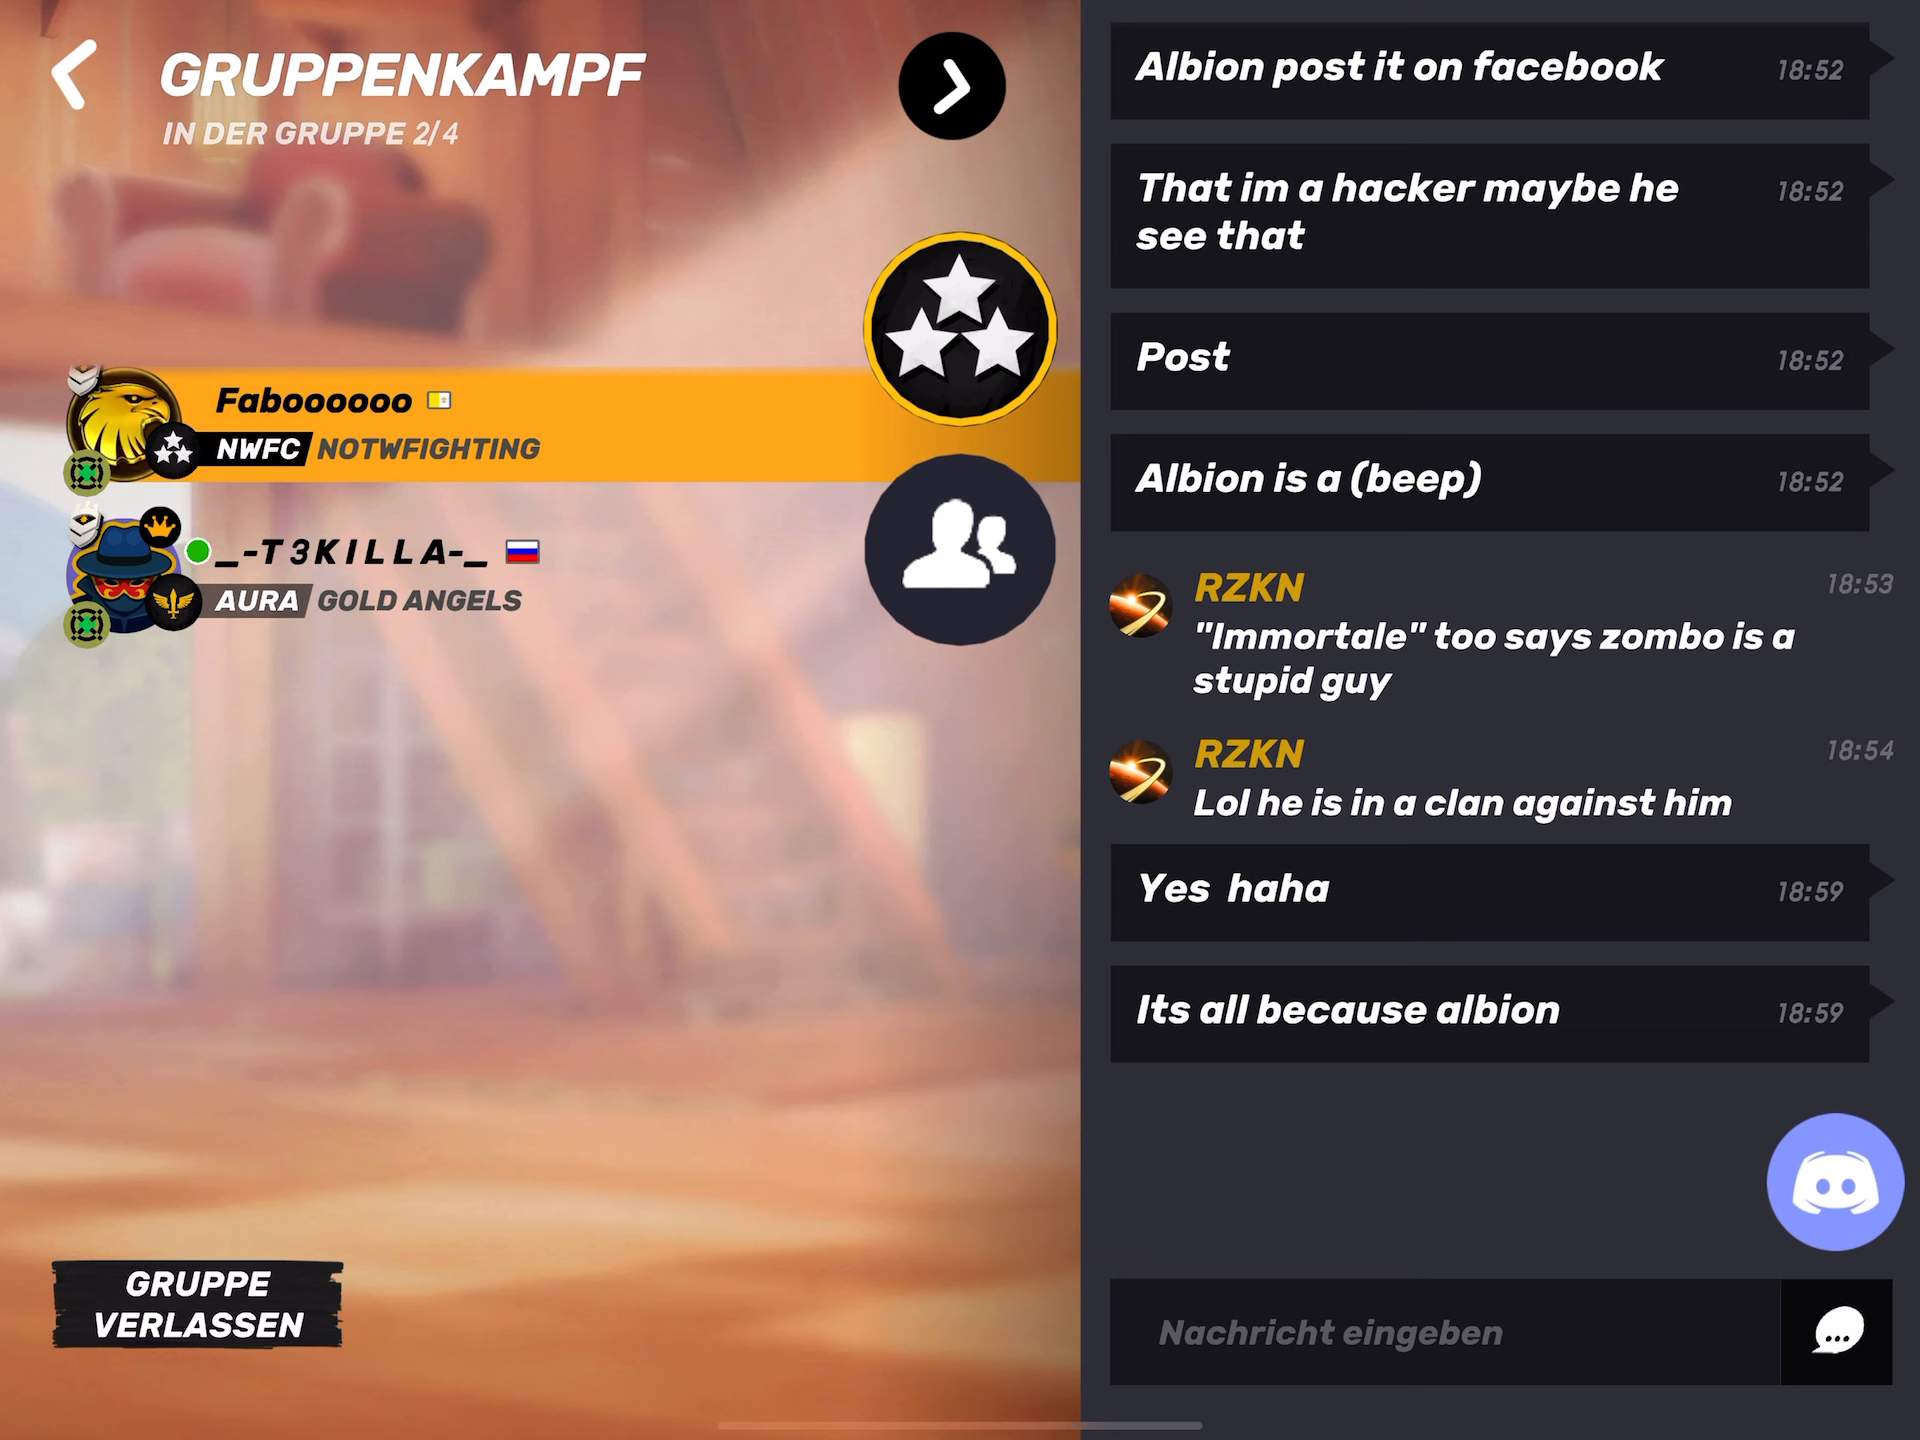 GRUPPENKAMPF
IN DER GRUPPE 2/4
Faboooooo
NWFC NOTWFIGHTING
_-T3KILLA-_
AURA GOLD ANGELS
GRUPPE
VERLASSEN
Albion post it on facebook 18:52
That im a hacker maybe he 18:52
see that
Post 18:52
Albion is a (beep) 18:52
RZKN 18:53
"Immortale" too says zombo is a
stupid guy
RZKN 18:54
Lol he is in a clan against him
Yes haha 18:59
Its all because albion 18:59
Nachricht eingeben